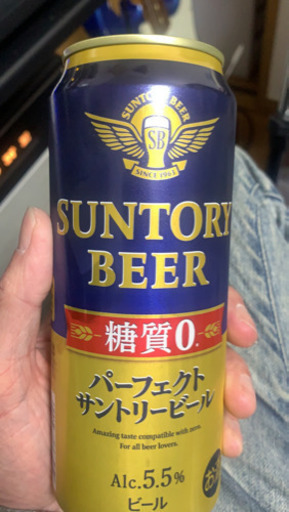 SUNTORY BEER
SB
SINCE 1963
SUNTORY
BEER
糖質0.
パーフェクト
サントリービール
Amazing taste compatible with zero.
For all beer lovers.
Alc.5.5%
ビール
お